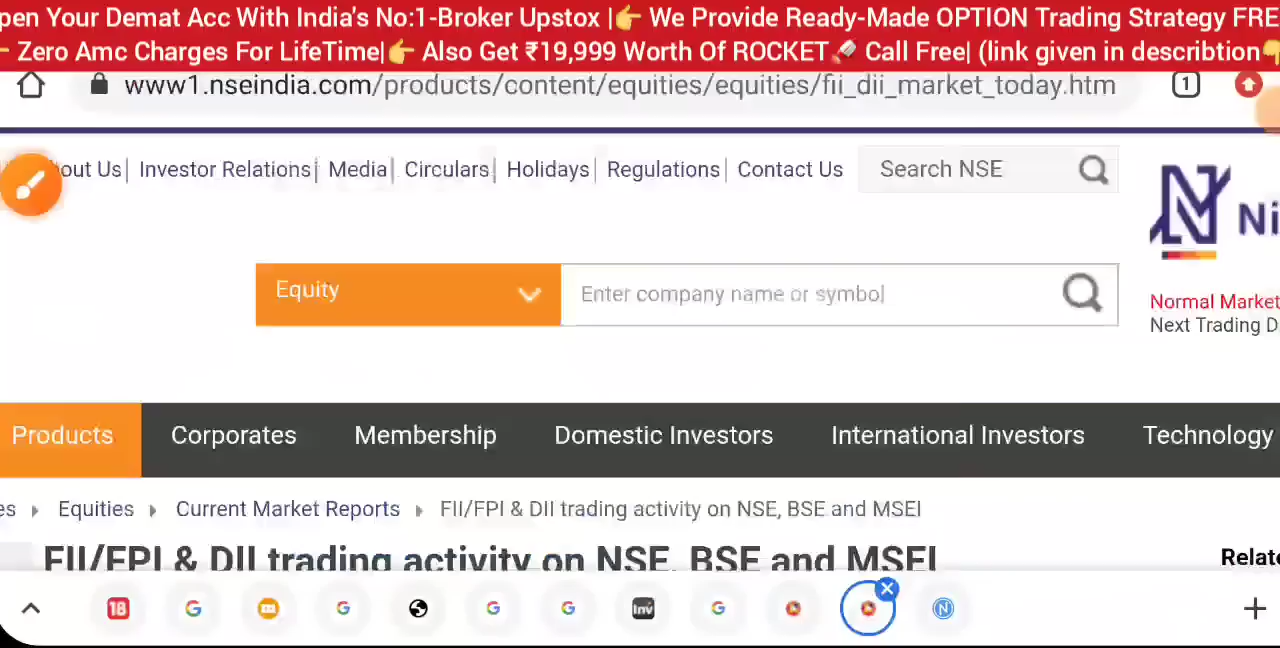 pen Your Demat Acc With India's No:1-Broker Upstox |👉 We Provide Ready-Made OPTION Trading Strategy FRE
Zero Amc Charges For LifeTime|👉 Also Get ₹19,999 Worth Of ROCKET🚀 Call Free| (link given in describtion👇
www1.nseindia.com/products/content/equities/equities/fii_dii_market_today.htm 1
out Us| Investor Relations| Media| Circulars| Holidays| Regulations| Contact Us Search NSE
Ni
Equity Enter company name or symbol
Normal Market
Next Trading D
Products Corporates Membership Domestic Investors International Investors Technology
es Equities Current Market Reports FII/FPI & DII trading activity on NSE, BSE and MSEI
FII/FPI & DII trading activity on NSE, BSE and MSEI Relate
18 G G G G Inv G N